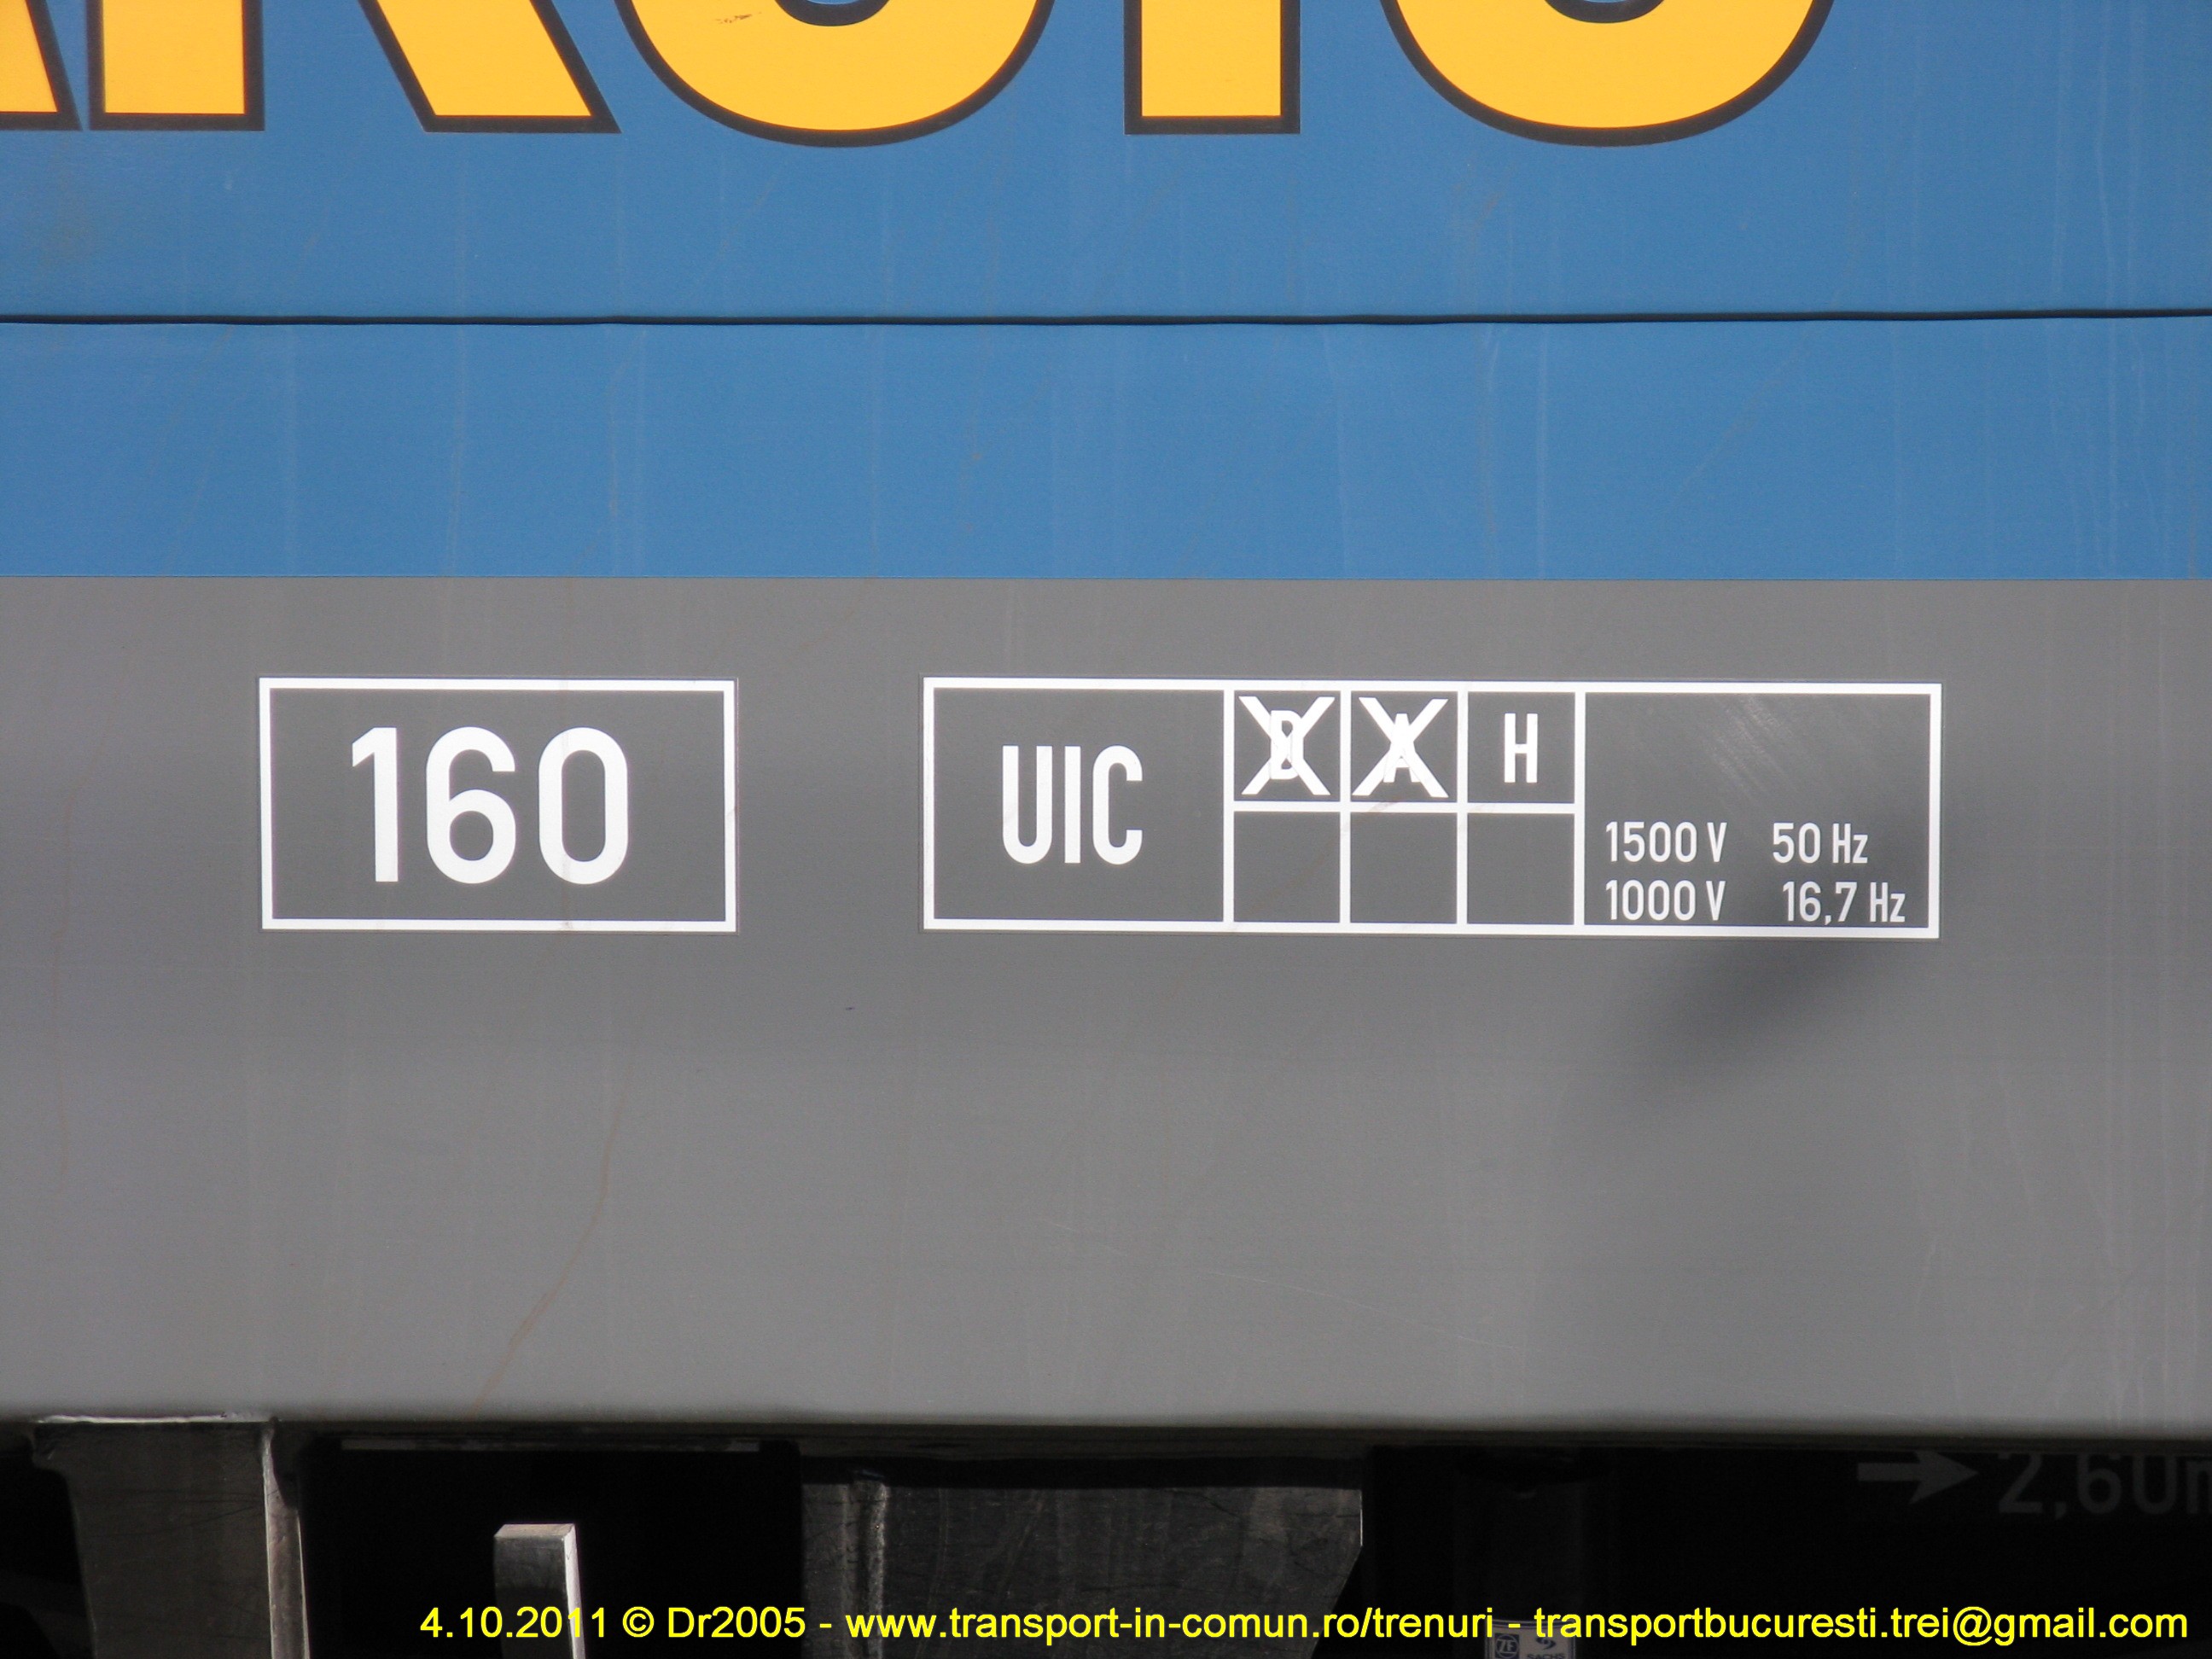 160
UIC
D A H
1500 V 50 Hz
1000 V 16,7 Hz
4.10.2011 © Dr2005 - www.transport-in-comun.ro/trenuri - transportbucuresti.trei@gmail.com